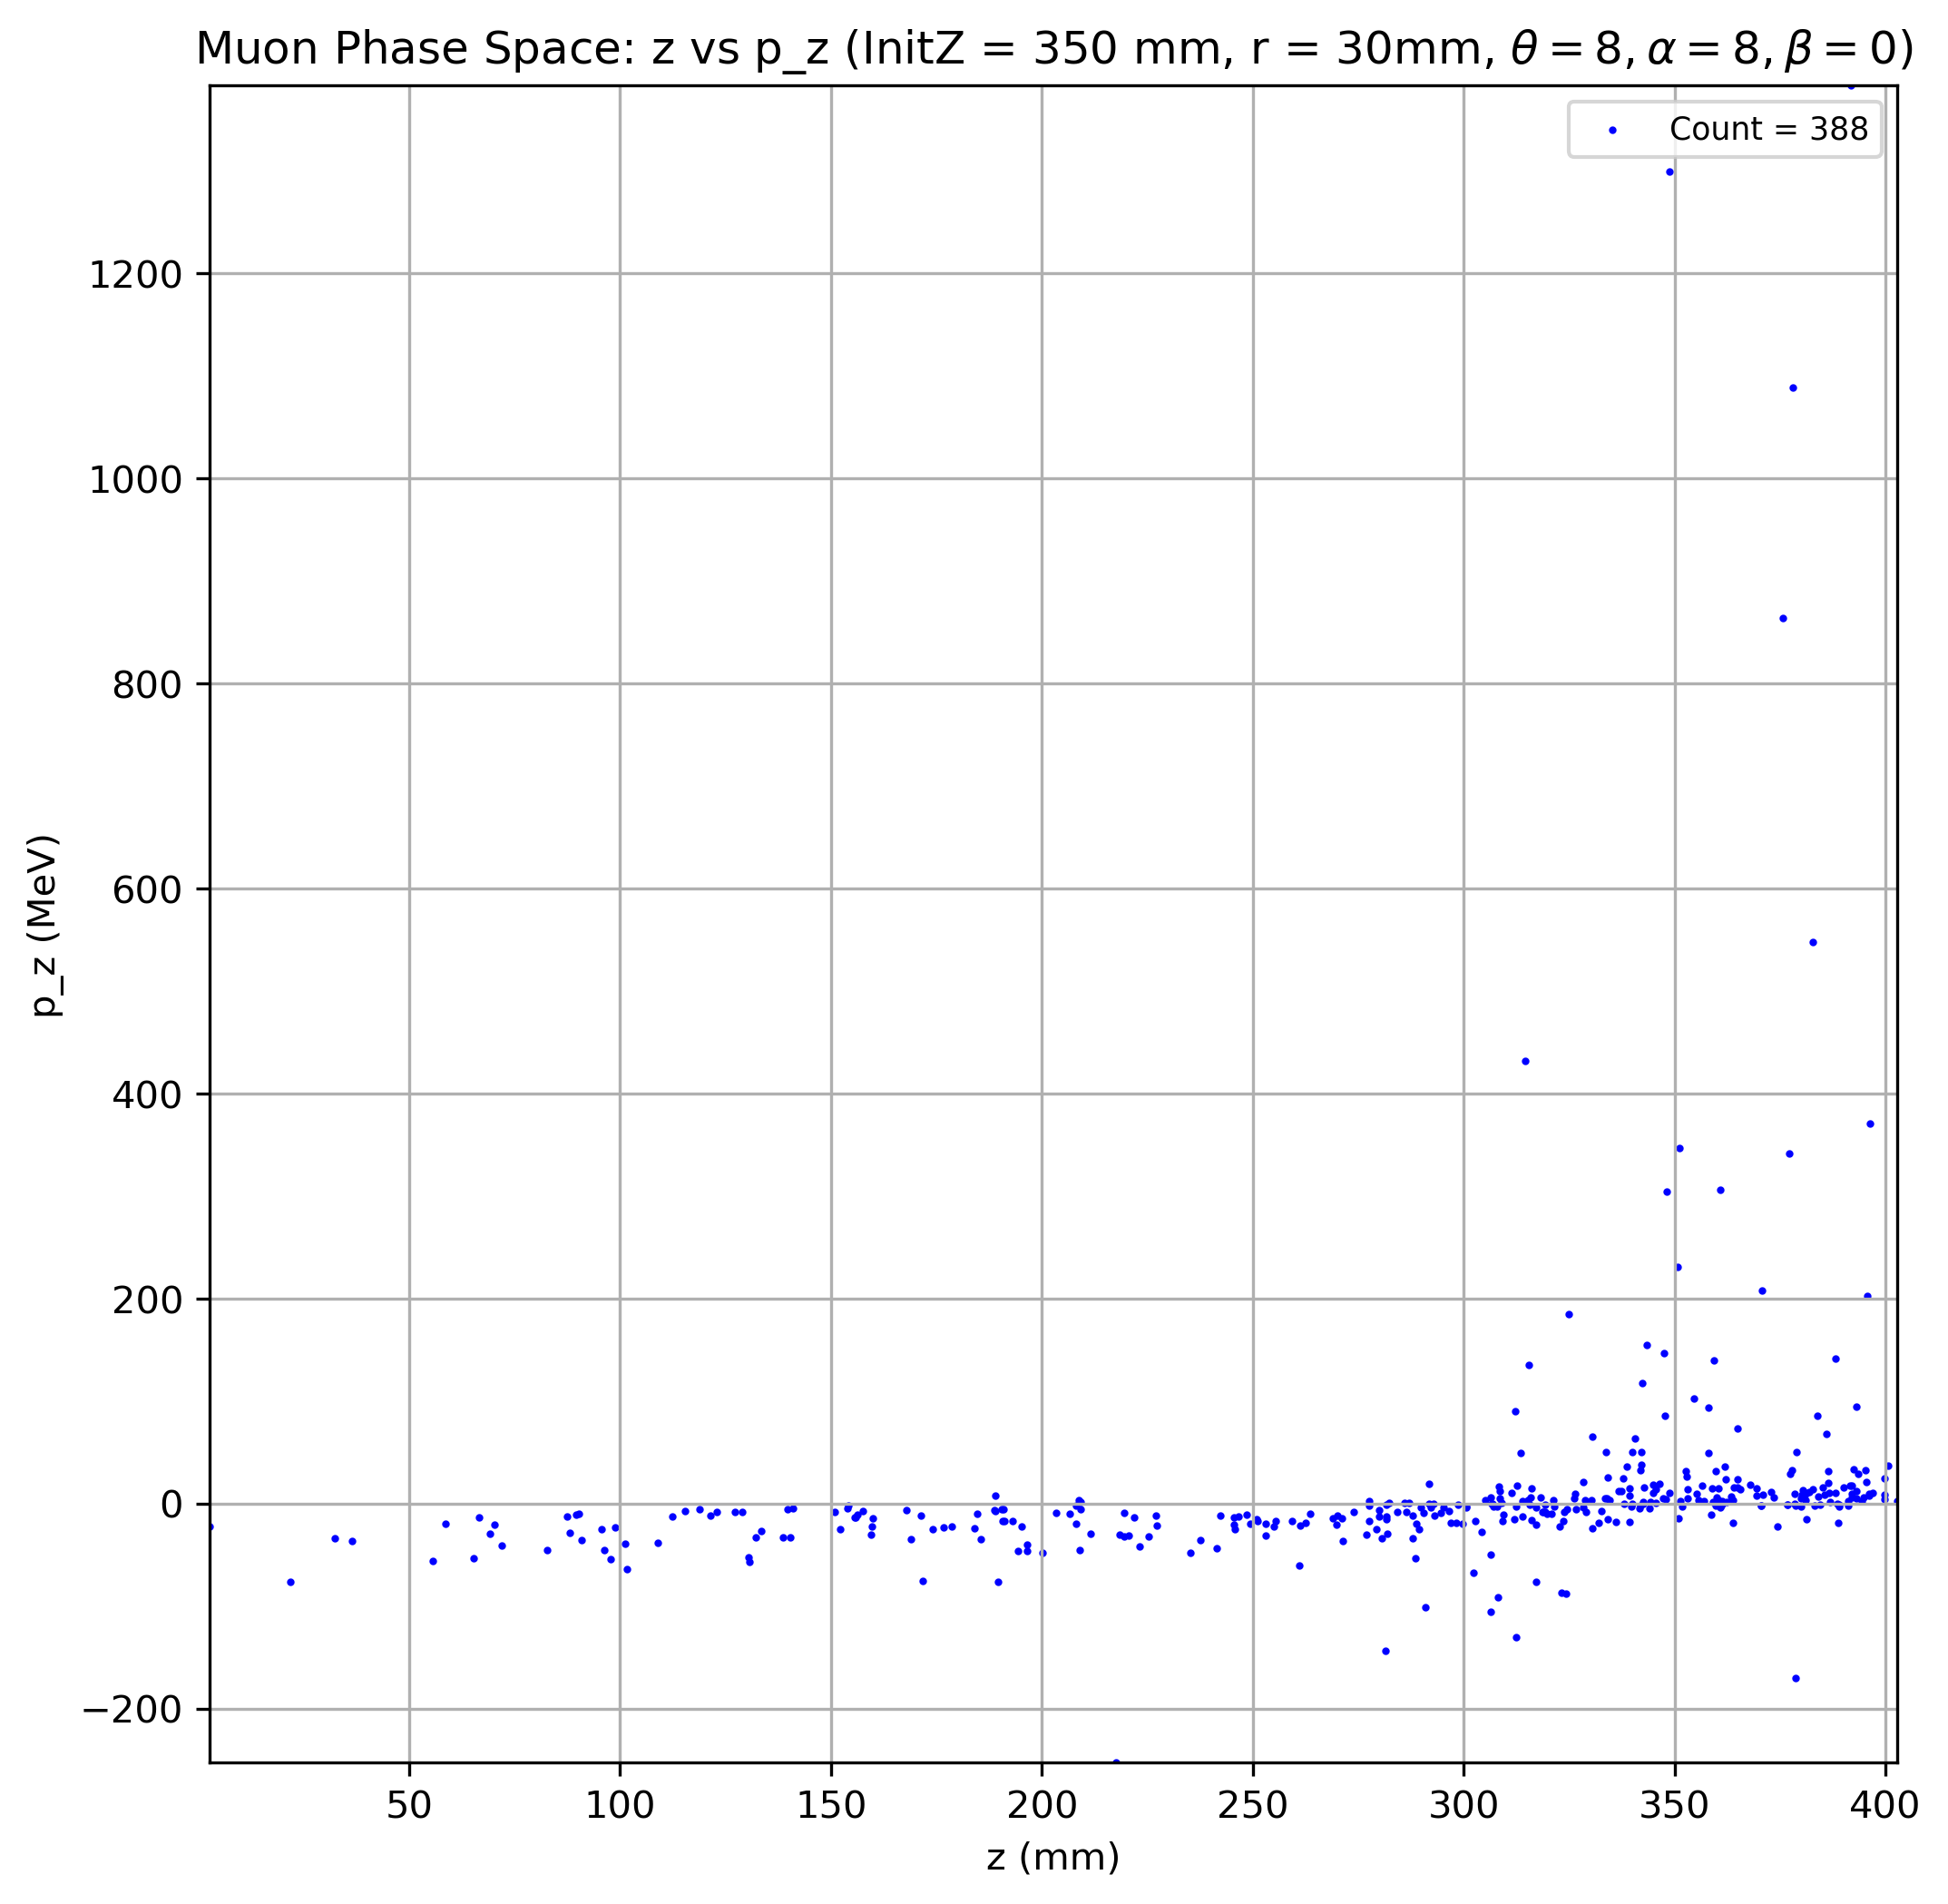 Muon Phase Space: z vs p_z (InitZ = 350 mm, r = 30mm, θ = 8, α = 8, β = 0)
Count = 388
1200
1000
800
600
400
200
0
−200
p_z (MeV)
50 100 150 200 250 300 350 400
z (mm)